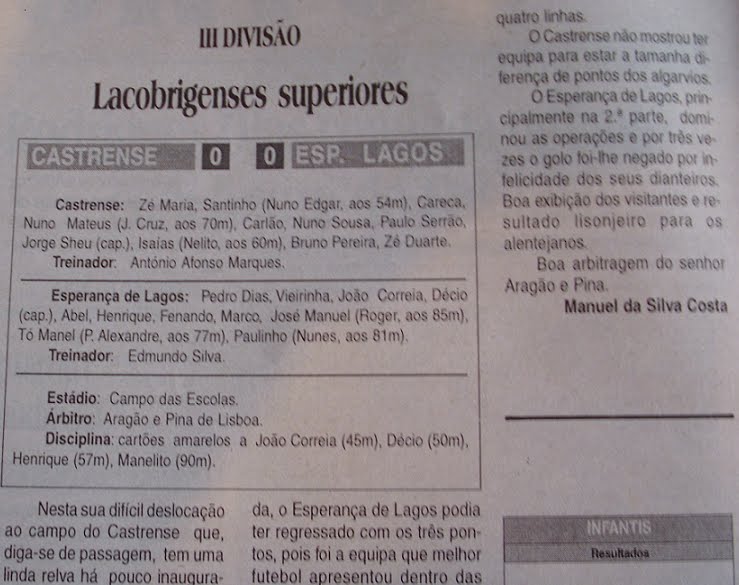 III DIVISÃO
Lacobrigenses superiores
CASTRENSE 0 0 ESP. LAGOS
Castrense: Zé Maria, Santinho (Nuno Edgar, aos 54m), Careca,
Nuno Mateus (J. Cruz, aos 70m), Carlão, Nuno Sousa, Paulo Serrão,
Jorge Sheu (cap.), Isaías (Nelito, aos 60m), Bruno Pereira, Zé Duarte.
Treinador: António Afonso Marques.
Esperança de Lagos: Pedro Dias, Vieirinha, João Correia, Décio
(cap.), Abel, Henrique, Fenando, Marco, José Manuel (Roger, aos 85m),
Tó Manel (P. Alexandre, aos 77m), Paulinho (Nunes, aos 81m).
Treinador: Edmundo Silva.
Estádio: Campo das Escolas.
Árbitro: Aragão e Pina de Lisboa.
Disciplina: cartões amarelos a João Correia (45m), Décio (50m),
Henrique (57m), Manelito (90m).
Nesta sua difícil deslocação
ao campo do Castrense que,
diga-se de passagem, tem uma
linda relva há pouco inaugura-
da, o Esperança de Lagos podia
ter regressado com os três pon-
tos, pois foi a equipa que melhor
futebol apresentou dentro das
quatro linhas.
O Castrense não mostrou ter
equipa para estar a tamanha di-
ferença de pontos dos algarvios.
O Esperança de Lagos, prin-
cipalmente na 2.ª parte, domi-
nou as operações e por três ve-
zes o golo foi-lhe negado por in-
felicidade dos seus dianteiros.
Boa exibição dos visitantes e re-
sultado lisonjeiro para os
alentejanos.
Boa arbitragem do senhor
Aragão e Pina.
Manuel da Silva Costa
INFANTIS
Resultados